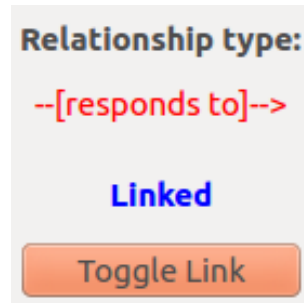 Relationship type:
--[responds to]-->
Linked
Toggle Link